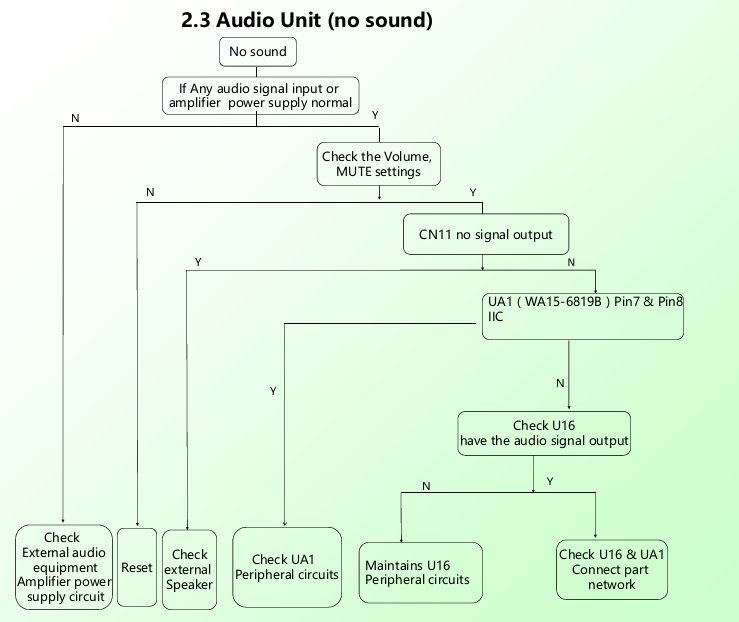 2.3 Audio Unit (no sound)
No sound
If Any audio signal input or
amplifier power supply normal
N
Y
Check the Volume,
MUTE settings
N
Y
CN11 no signal output
Y
N
UA1 ( WA15-6819B ) Pin7 & Pin8
IIC
Y
N
Check U16
have the audio signal output
N
Y
Check
External audio
equipment
Amplifier power
supply circuit
Reset
Check
external
Speaker
Check UA1
Peripheral circuits
Maintains U16
Peripheral circuits
Check U16 & UA1
Connect part
network